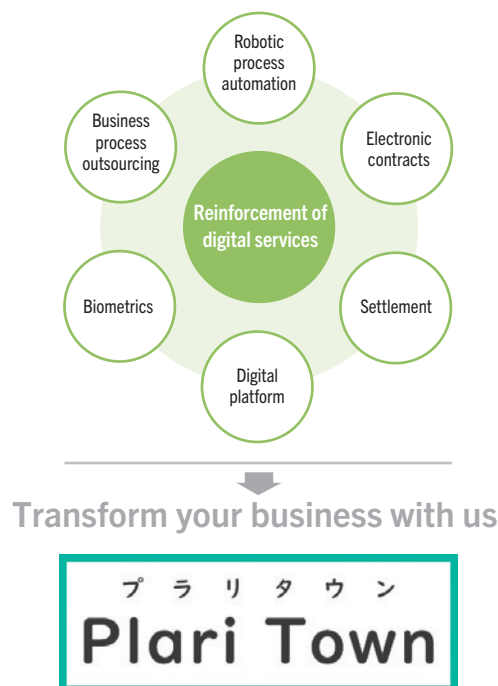 Robotic
process
automation
Business
process
outsourcing
Electronic
contracts
Reinforcement of
digital services
Biometrics
Settlement
Digital
platform
Transform your business with us
プラリタウン
Plari Town